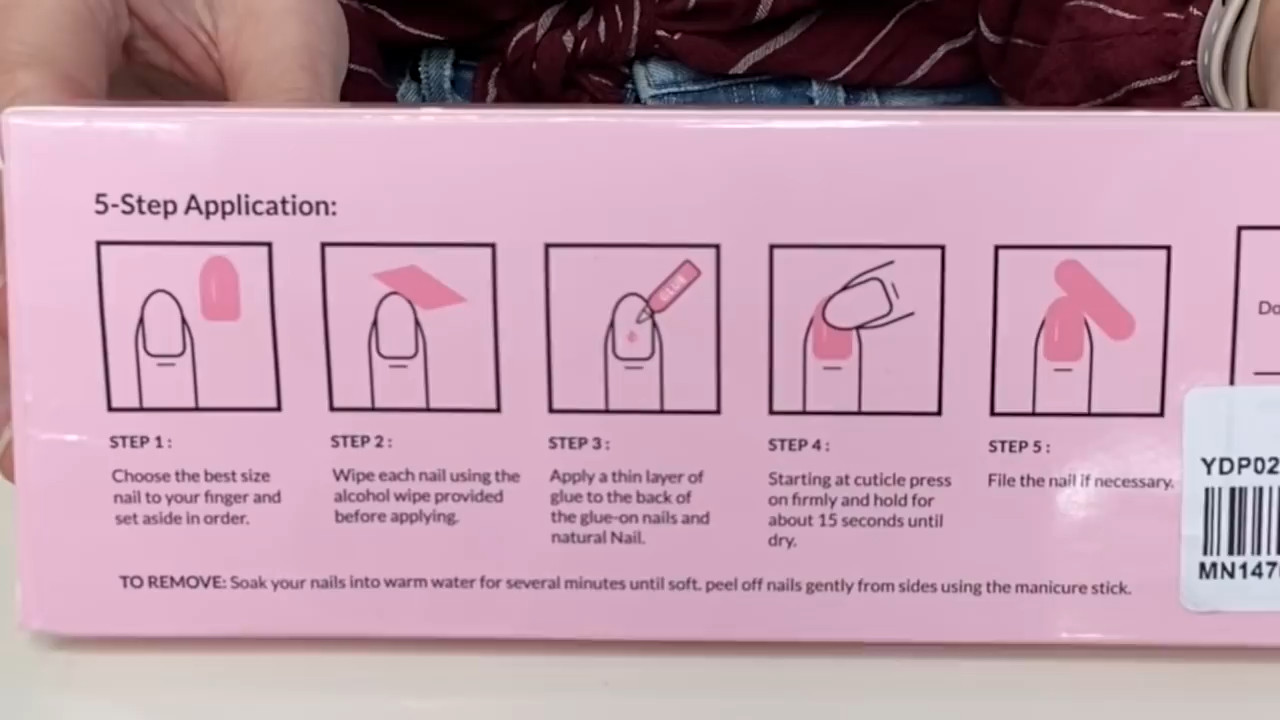 5-Step Application:
GLUE
STEP 1:
Choose the best size
nail to your finger and
set aside in order.
STEP 2:
Wipe each nail using the
alcohol wipe provided
before applying.
STEP 3:
Apply a thin layer of
glue to the back of
the glue-on nails and
natural Nail.
STEP 4:
Starting at cuticle press
on firmly and hold for
about 15 seconds until
dry.
STEP 5:
File the nail if necessary.
TO REMOVE: Soak your nails into warm water for several minutes until soft. peel off nails gently from sides using the manicure stick.
YDP02
MN147